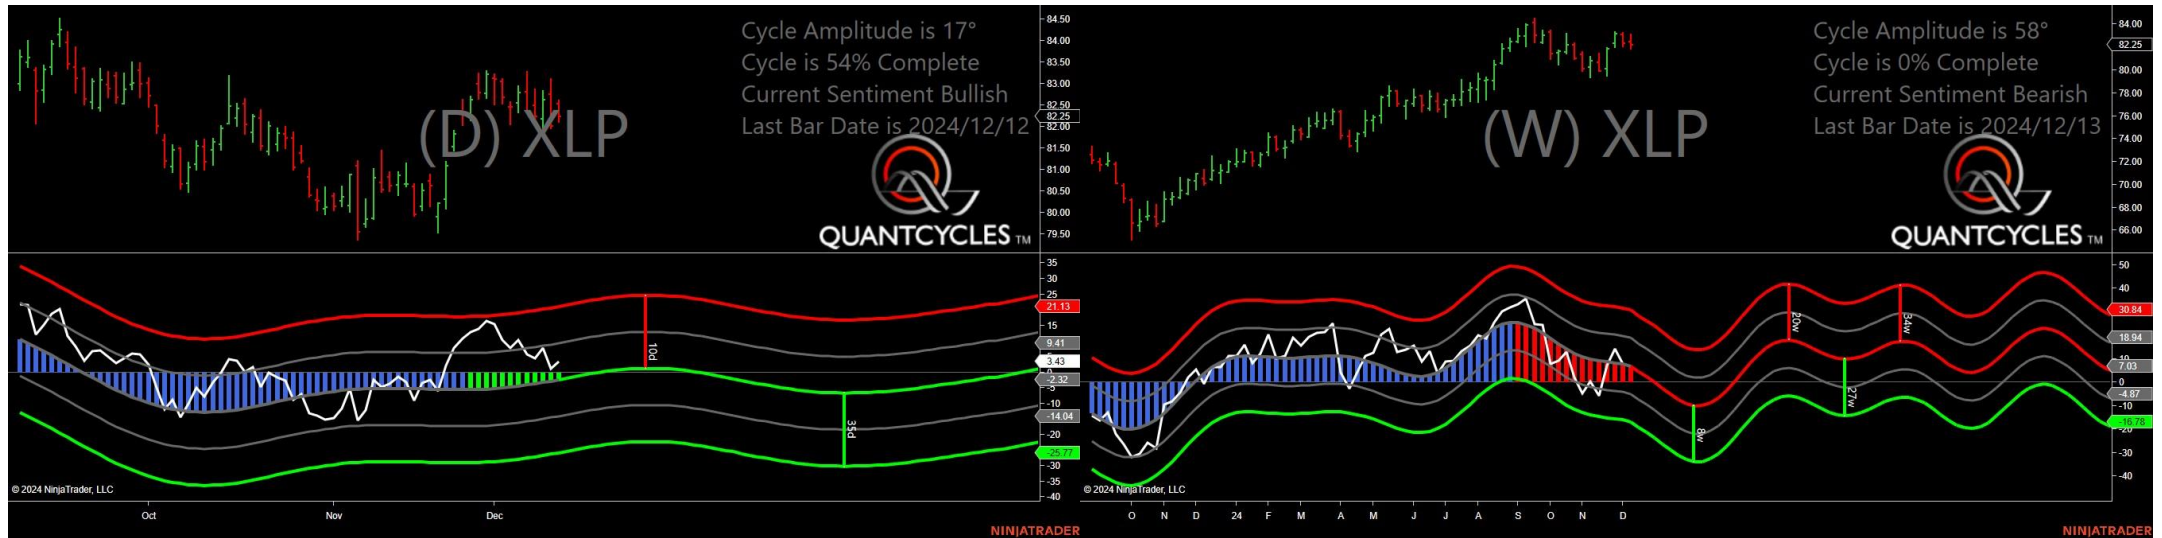 Cycle Amplitude is 17°
Cycle is 54% Complete
Current Sentiment Bullish
Last Bar Date is 2024/12/12
(D) XLP
QUANTCYCLES TM
84.50
84.00
83.50
83.00
82.50
82.25
82.00
81.50
81.00
80.50
80.00
79.50
35
30
25
21.13
15
9.41
3.43
0
-2.32
-5
-10
-14.04
-20
-25.77
-30
-35
-40
10d
35d
© 2024 NinjaTrader, LLC
Oct Nov Dec
NINJATRADER
Cycle Amplitude is 58°
Cycle is 0% Complete
Current Sentiment Bearish
Last Bar Date is 2024/12/13
(W) XLP
QUANTCYCLES TM
84.00
82.25
80.00
78.00
76.00
74.00
72.00
70.00
68.00
66.00
50
40
30.84
18.94
10
7.03
0
-4.87
-10
-16.78
-20
-30
-40
8w
20w
27w
34w
© 2024 NinjaTrader, LLC
O N D 24 F M A M J J A S O N D
NINJATRADER